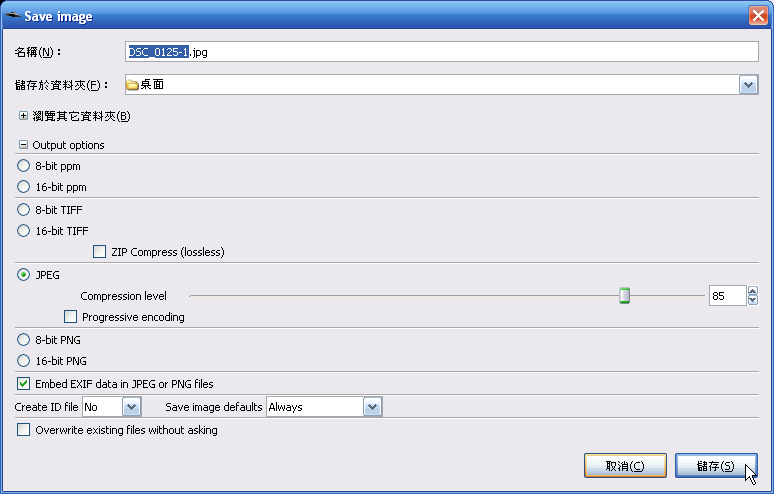 Save image
名稱(N)：
DSC_0125-1.jpg
儲存於資料夾(F)：
桌面
瀏覽其它資料夾(B)
Output options
8-bit ppm
16-bit ppm
8-bit TIFF
16-bit TIFF
ZIP Compress (lossless)
JPEG
Compression level
85
Progressive encoding
8-bit PNG
16-bit PNG
Embed EXIF data in JPEG or PNG files
Create ID file No Save image defaults Always
Overwrite existing files without asking
取消(C) 儲存(S)